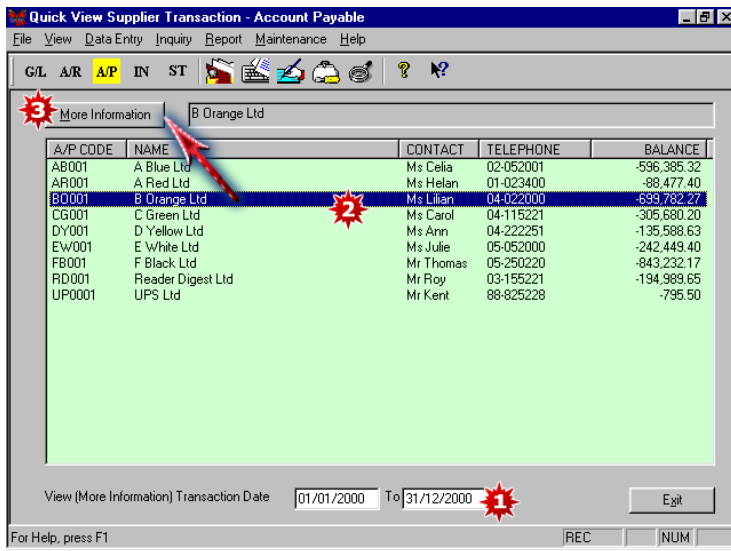 Quick View Supplier Transaction - Account Payable
File View Data Entry Inquiry Report Maintenance Help
G/L A/R A/P IN ST ? ?
3 More Information B Orange Ltd
A/P CODE NAME CONTACT TELEPHONE BALANCE
AB001 A Blue Ltd Ms Celia 02-052001 -596,385.32
AR001 A Red Ltd Ms Helan 01-023400 -88,477.40
BO001 B Orange Ltd 2 Ms Lilian 04-022000 -699,782.27
CG001 C Green Ltd Ms Carol 04-115221 -305,680.20
DY001 D Yellow Ltd Ms Ann 04-222251 -135,588.63
EW001 E White Ltd Ms Julie 05-052000 -242,449.40
FB001 F Black Ltd Mr Thomas 05-250220 -843,232.17
RD001 Reader Digest Ltd Mr Roy 03-155221 -194,989.65
UP0001 UPS Ltd Mr Kent 88-825228 -795.50
View (More Information) Transaction Date 01/01/2000 To 31/12/2000 1 Exit
For Help, press F1 REC NUM